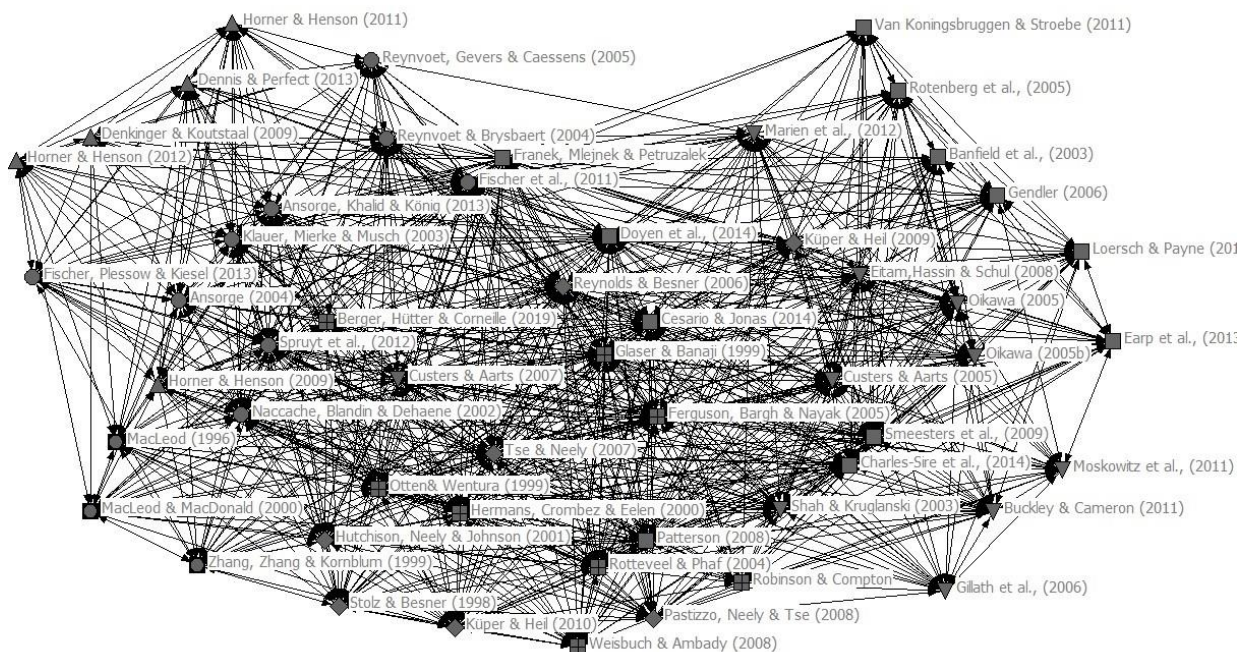 Horner & Henson (2011)
Van Koningsbruggen & Stroebe (2011)
Reynvoet, Gevers & Caessens (2005)
Dennis & Perfect (2013)
Rotenberg et al., (2005)
Denkinger & Koutstaal (2009)
Reynvoet & Brysbaert (2004)
Marien et al., (2012)
Horner & Henson (2012)
Franek, Mlejnek & Petruzalek
Banfield et al., (2003)
Fischer et al., (2011)
Gendler (2006)
Ansorge, Khalid & König (2013)
Klauer, Mierke & Musch (2003)
Doyen et al., (2014)
Küper & Heil (2009)
Loersch & Payne (201
Fischer, Plessow & Kiesel (2013)
Eitam,Hassin & Schul (2008)
Ansorge (2004)
Reynolds & Besner (2006)
Oikawa (2005)
Berger, Hütter & Corneille (2019)
Cesario & Jonas (2014)
Earp et al., (2013
Spruyt et al., (2012)
Glaser & Banaji (1999)
Oikawa (2005b)
Horner & Henson (2009)
Custers & Aarts (2007)
Custers & Aarts (2005)
Naccache, Blandin & Dehaene (2002)
Ferguson, Bargh & Nayak (2005)
Smeesters et al., (2009)
MacLeod (1996)
Tse & Neely (2007)
Charles-Sire et al., (2014)
Moskowitz et al., (2011)
Otten& Wentura (1999)
MacLeod & MacDonald (2000)
Hermans, Crombez & Eelen (2000)
Shah & Kruglanski (2003)
Buckley & Cameron (2011)
Hutchison, Neely & Johnson (2001)
Patterson (2008)
Zhang, Zhang & Kornblum (1999)
Rotteveel & Phaf (2004)
Robinson & Compton
Gillath et al., (2006)
Stolz & Besner (1998)
Pastizzo, Neely & Tse (2008)
Küper & Heil (2010)
Weisbuch & Ambady (2008)